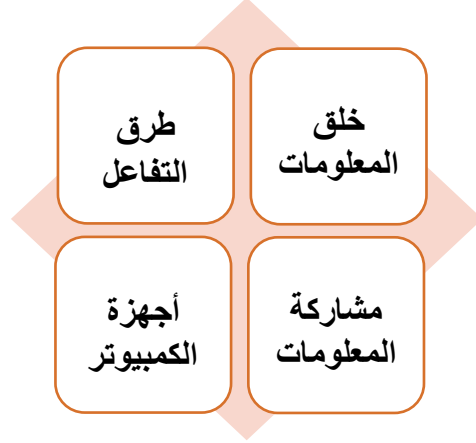 خلق
المعلومات
طرق
التفاعل
مشاركة
المعلومات
أجهزة
الكمبيوتر